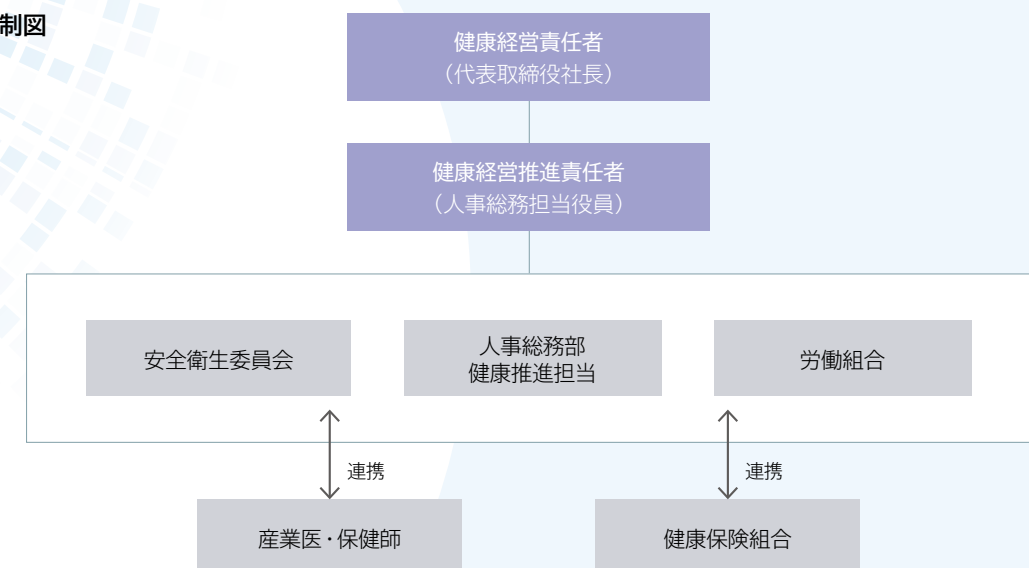 制図
健康経営責任者
（代表取締役社長）
健康経営推進責任者
（人事総務担当役員）
安全衛生委員会
人事総務部
健康推進担当
労働組合
連携
連携
産業医・保健師
健康保険組合